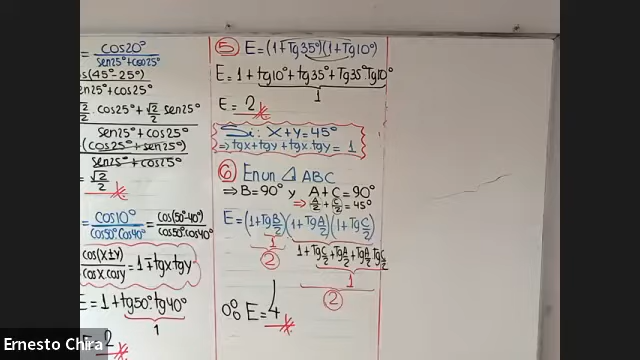 = cos20°
sen25°+cos25°
s(45°-25°)
n25°+cos25°
√2/2 .cos25°+√2/2 sen25°
sen25°+cos25°
(cos25°+sen25°)
sen25°+cos25°
= √2/2
= cos10° = cos(50°-40°)
cos50°cos40° cos50°cos40°
cos(x∓y) = 1±tgxtgy
cosx.cosy
E=1+tg50°.tg40°
1
2
5 E=(1+Tg35°)(1+Tg10°)
E=1+tg10°+tg35°+Tg35°Tg10°
1
E=2
Si: X+Y=45°
⇒tgx+tgy+tgx.tgy=1
6 En un △ ABC
⇒B=90° y A+C=90°
⇒A/2+C/2=45°
E=(1+TgB/2)(1+TgA/2)(1+TgC/2)
1
1+TgC/2+TgA/2+TgA/2 TgC/2
2
1
2
∴ E=4
Ernesto Chira